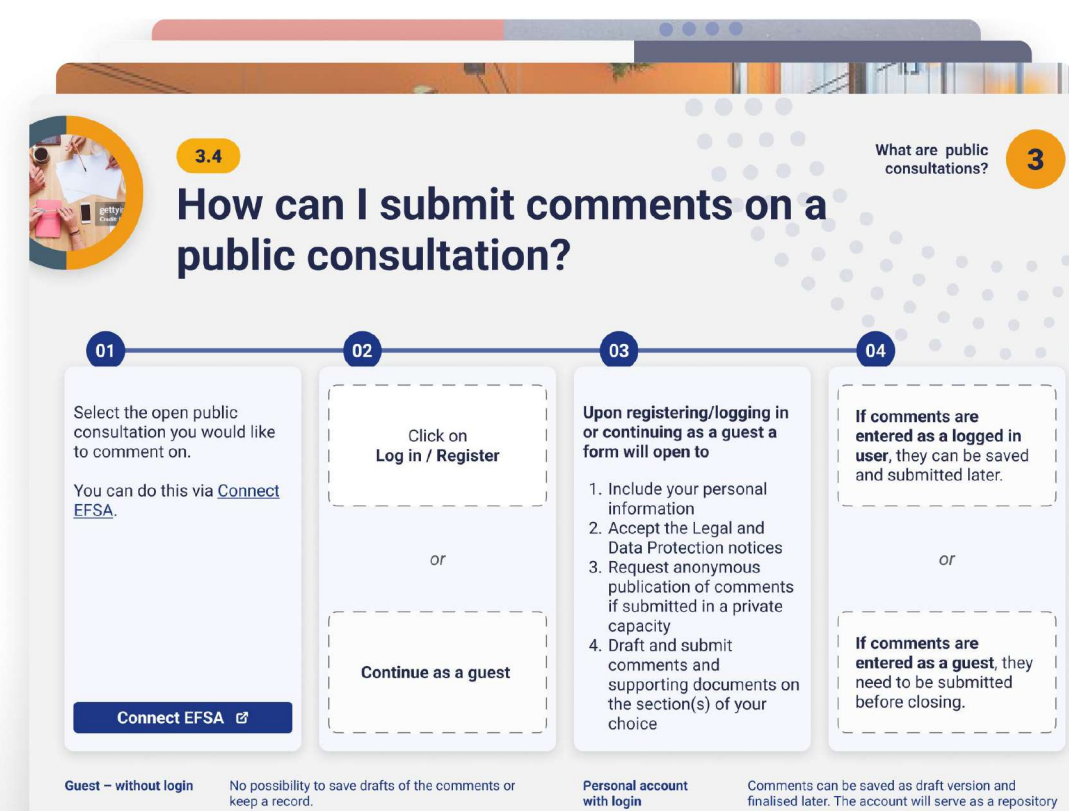 3.4
What are public
consultations?
3
How can I submit comments on a
public consultation?
01
Select the open public
consultation you would like
to comment on.
You can do this via Connect
EFSA.
Connect EFSA
02
Click on
Log in / Register
or
Continue as a guest
03
Upon registering/logging in
or continuing as a guest a
form will open to
1. Include your personal
information
2. Accept the Legal and
Data Protection notices
3. Request anonymous
publication of comments
if submitted in a private
capacity
4. Draft and submit
comments and
supporting documents on
the section(s) of your
choice
04
If comments are
entered as a logged in
user, they can be saved
and submitted later.
or
If comments are
entered as a guest, they
need to be submitted
before closing.
Guest – without login
No possibility to save drafts of the comments or
keep a record.
Personal account
with login
Comments can be saved as draft version and
finalised later. The account will serve as a repository